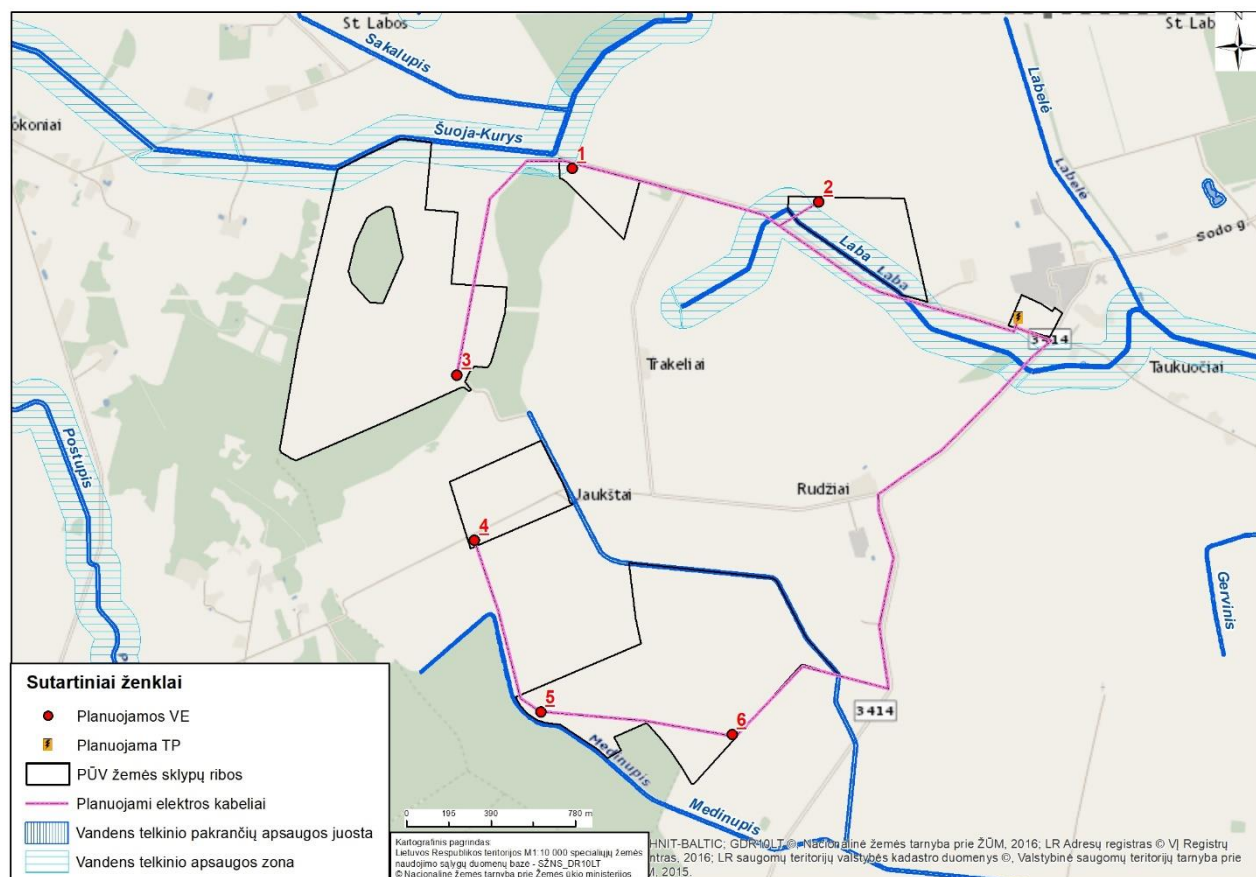 St. Labos
St. Lab
N
Sakalupis
Labelė
okoniai
Šuoja-Kurys
1
2
Labelė
Sodo g.
Laba Laba
3
Trakeliai
3414
Taukuočiai
Postupis
Jaukštai
Rudžiai
4
Gervinis
5
6
3414
Medinupis
Medinupis
Sutartiniai ženklai
Planuojamos VE
Planuojama TP
PŪV žemės sklypų ribos
Planuojami elektros kabeliai
Vandens telkinio pakrančių apsaugos juosta
Vandens telkinio apsaugos zona
0 195 390 780 m
Kartografinis pagrindas:
Lietuvos Respublikos teritorijos M1:10 000 specialiųjų žemės
naudojimo sąlygų duomenų bazė - SŽNS_DR10LT
© Nacionalinė žemės tarnyba prie Žemės ūkio ministerijos
HNIT-BALTIC; GDR10LT © Nacionalinė žemės tarnyba prie ŽŪM, 2016; LR Adresų registras © VĮ Registrų
ntras, 2016; LR saugomų teritorijų valstybės kadastro duomenys ©, Valstybinė saugomų teritorijų tarnyba prie
M, 2015.